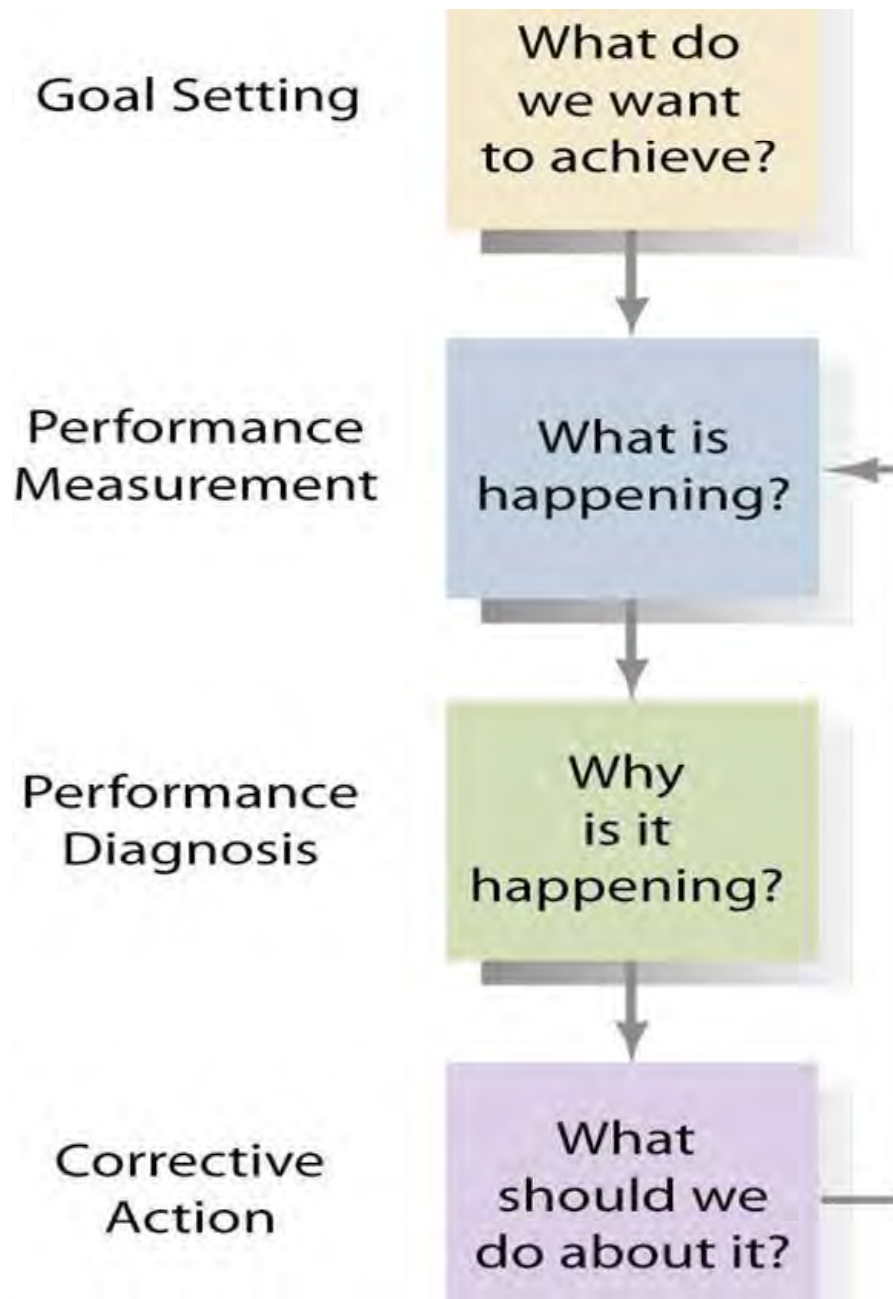 Goal Setting
What do
we want
to achieve?
Performance
Measurement
What is
happening?
Performance
Diagnosis
Why
is it
happening?
Corrective
Action
What
should we
do about it?